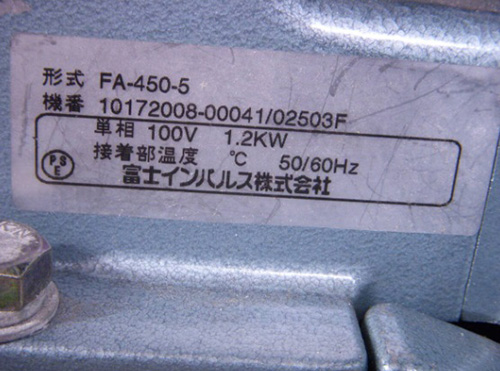 形式 FA-450-5
機番 10172008-00041/02503F
単相 100V 1.2KW
接着部温度 ℃ 50/60Hz
PSE
富士インパルス株式会社